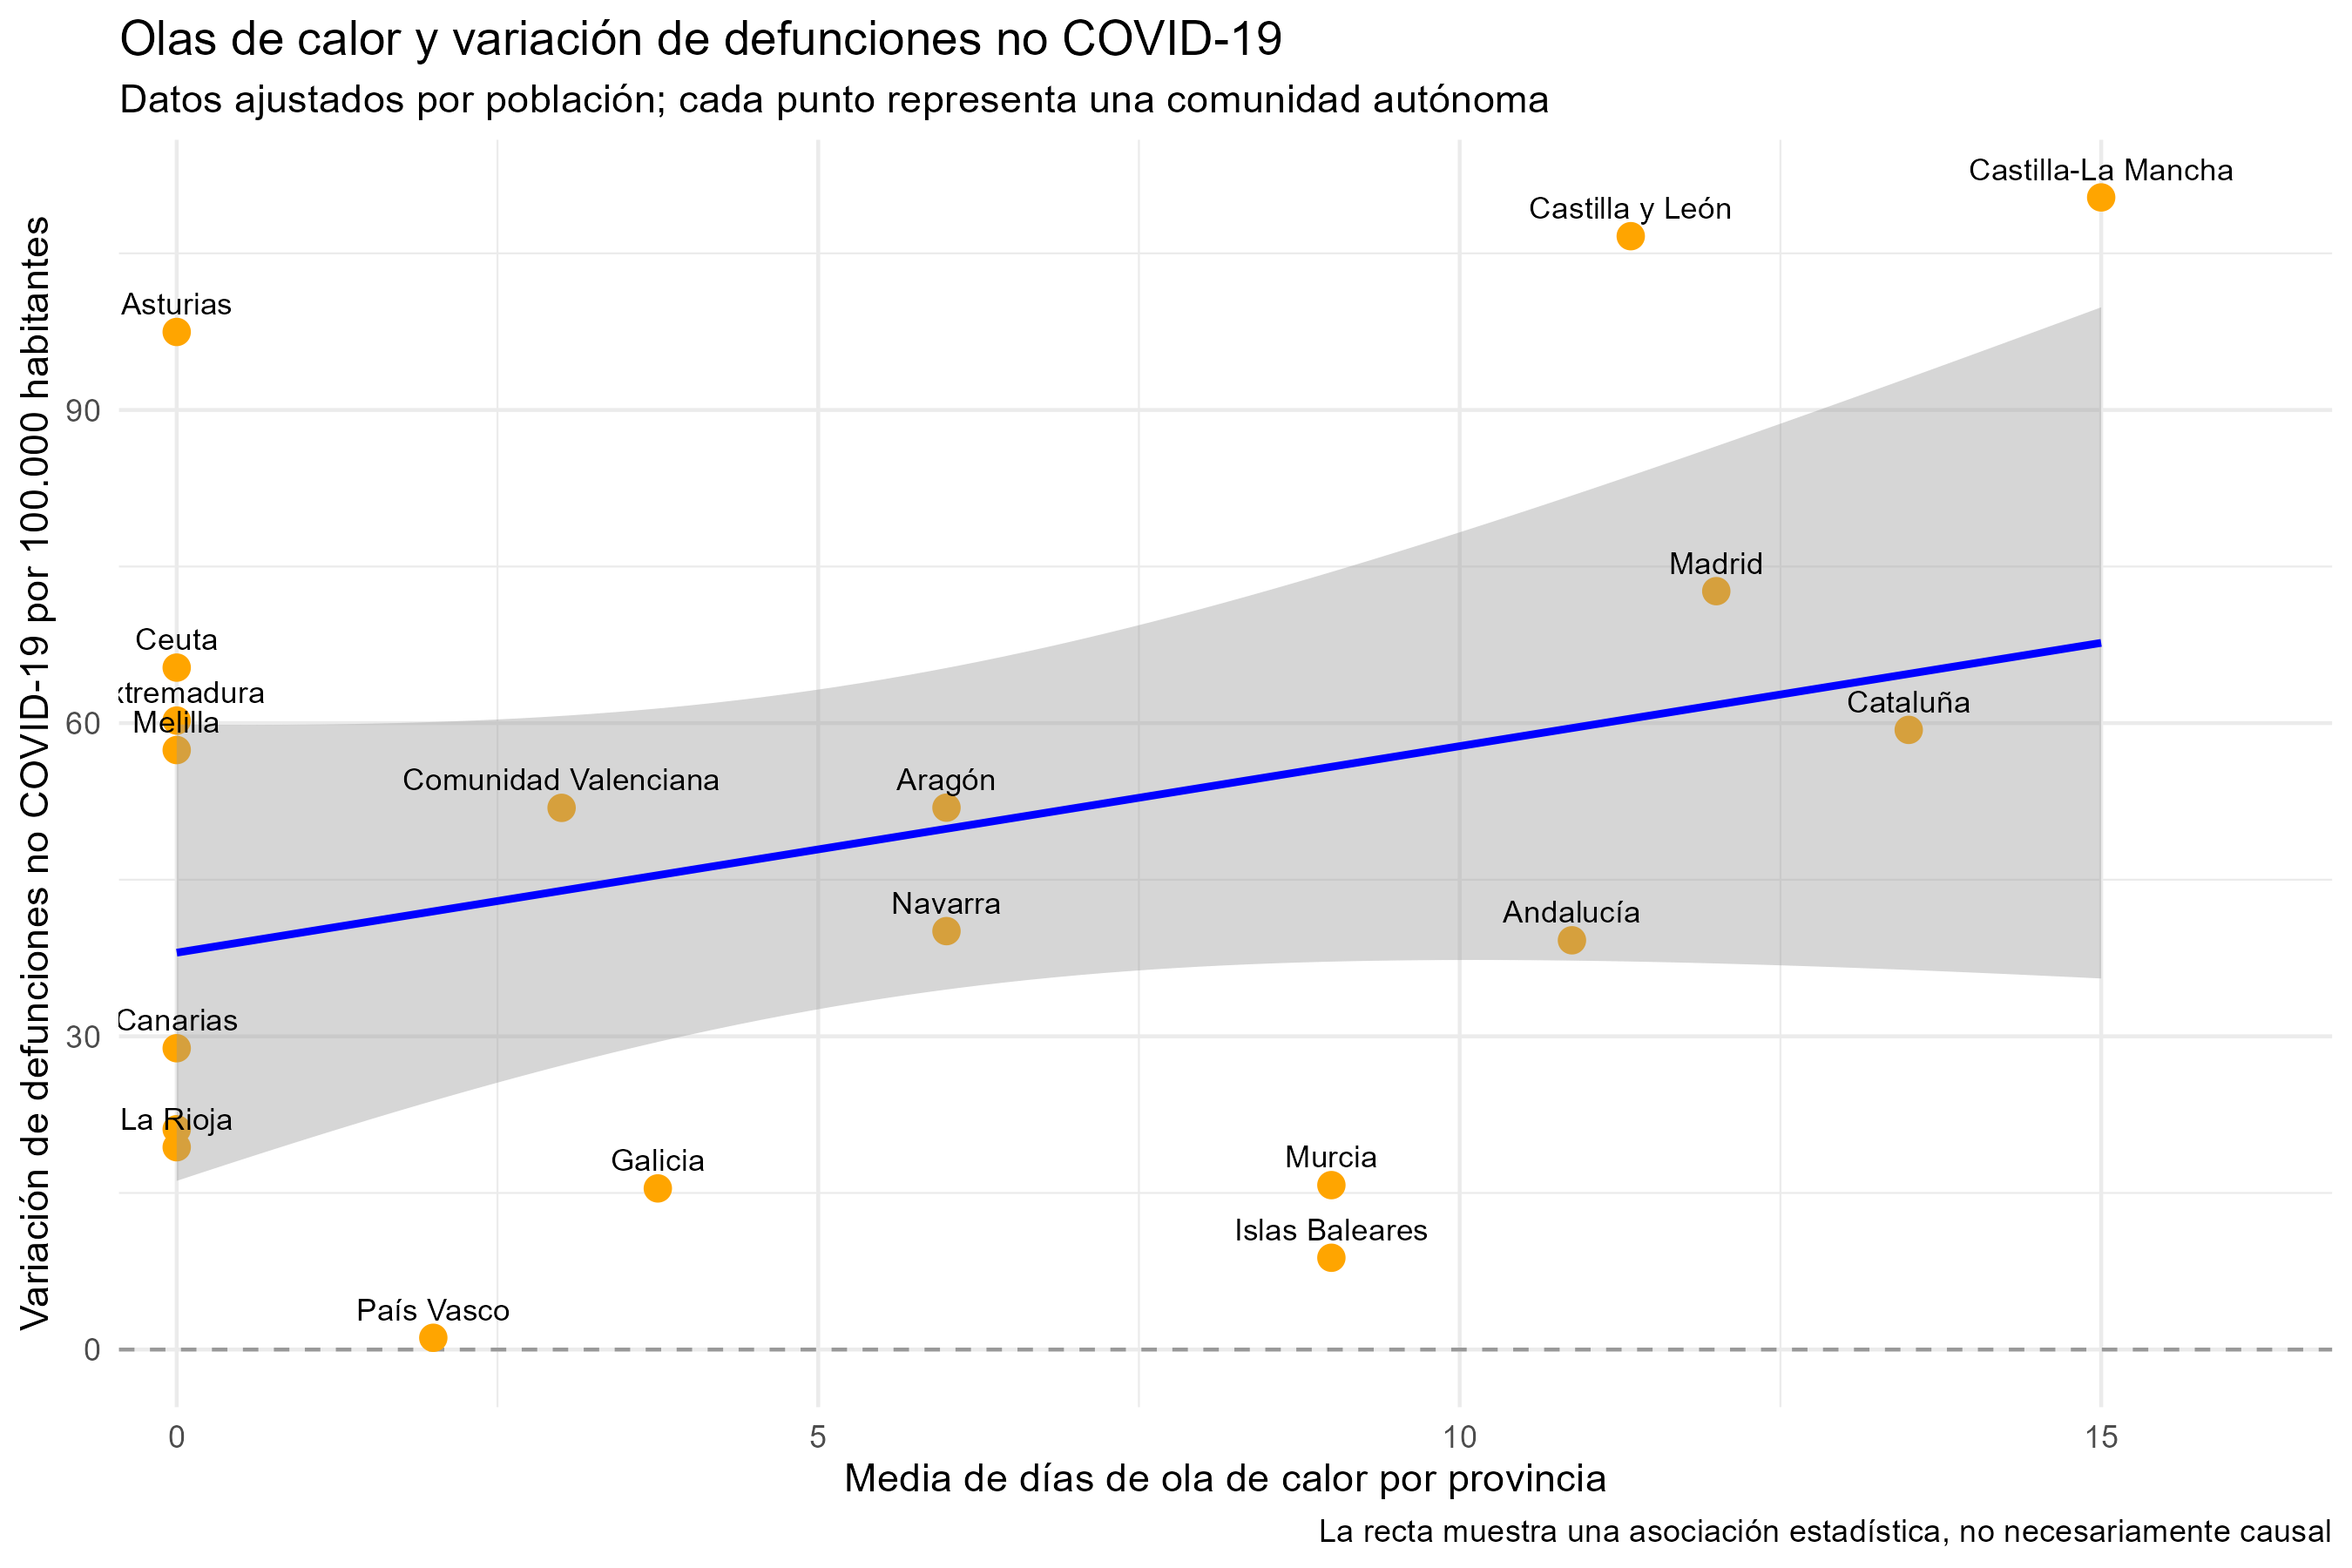 Olas de calor y variación de defunciones no COVID-19
Datos ajustados por población; cada punto representa una comunidad autónoma
Variación de defunciones no COVID-19 por 100.000 habitantes
Castilla-La Mancha
Castilla y León
Asturias
90
Madrid
Ceuta
xtremadura
Cataluña
60
Melilla
Comunidad Valenciana
Aragón
Navarra
Andalucía
Canarias
30
La Rioja
Galicia
Murcia
Islas Baleares
País Vasco
0
0
5
10
15
Media de días de ola de calor por provincia
La recta muestra una asociación estadística, no necesariamente causal